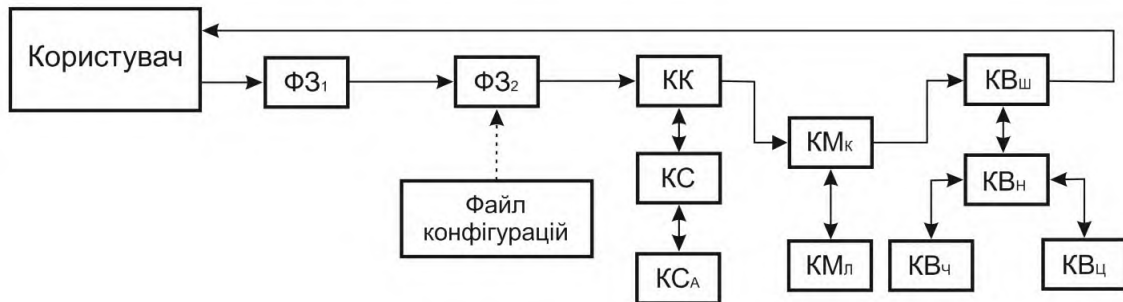 Користувач
ФЗ₁
ФЗ₂
КК
КВш
КМк
КС
КВн
Файл
конфігурацій
КСА
КМл
КВч
КВц